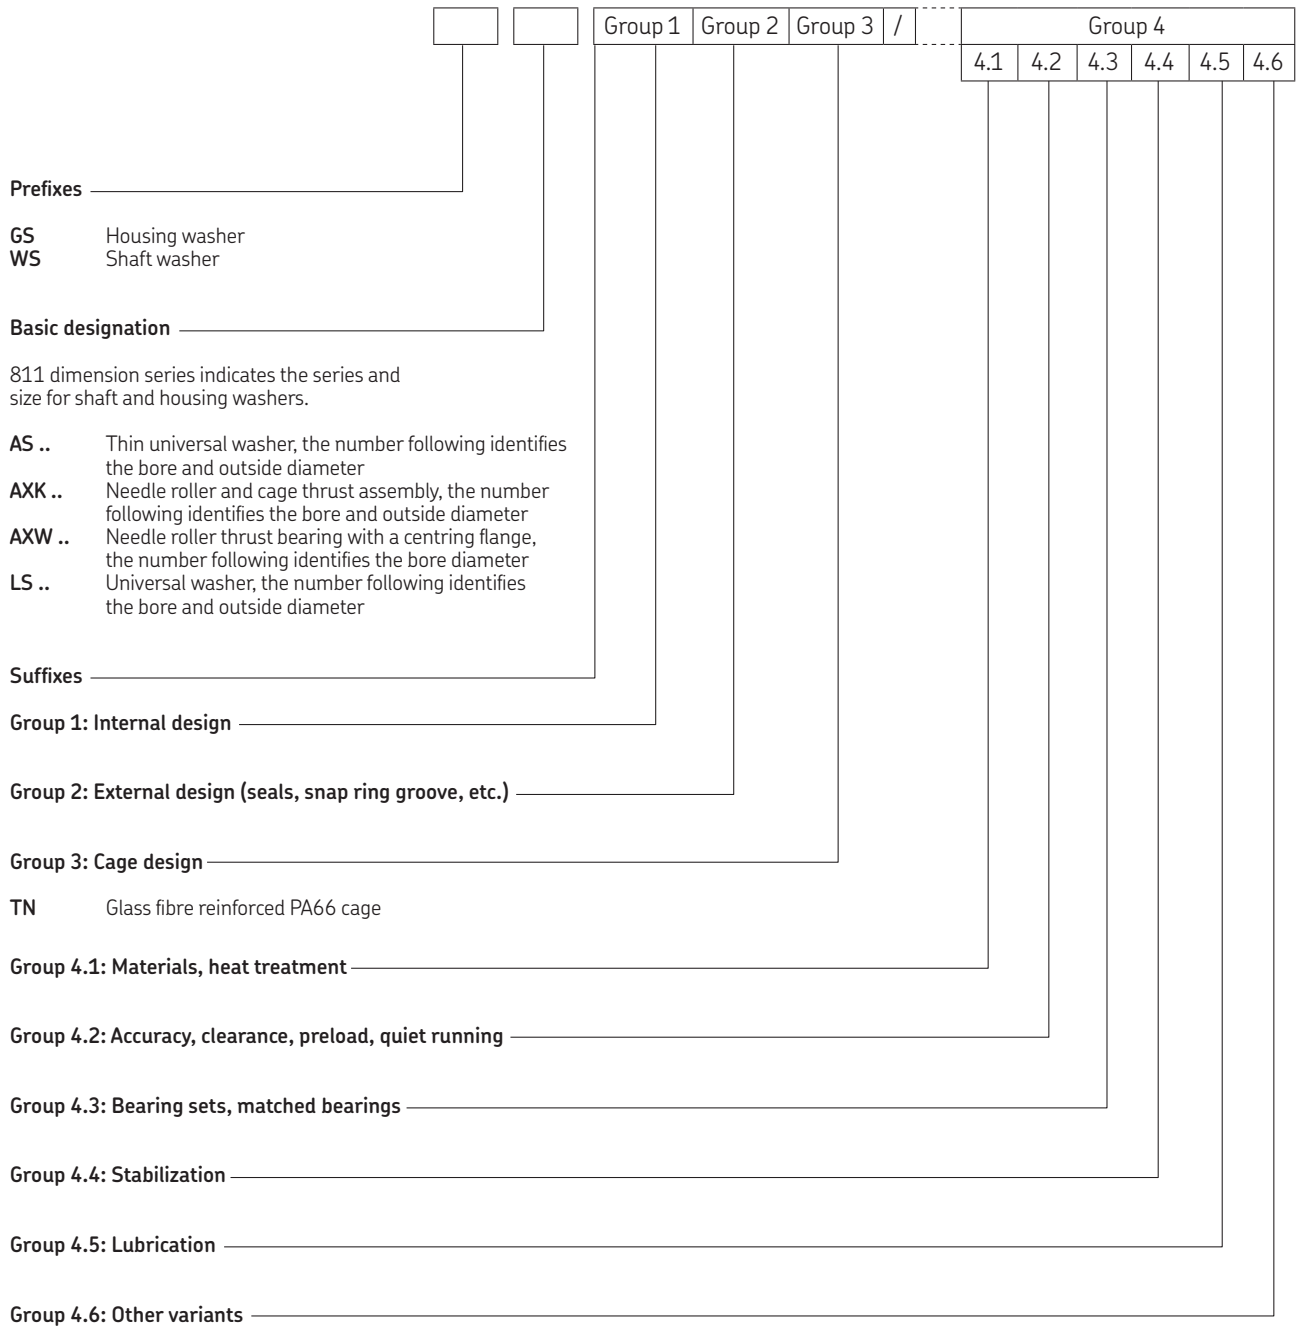 Group 1 Group 2 Group 3 / Group 4
4.1 4.2 4.3 4.4 4.5 4.6
Prefixes
GS Housing washer
WS Shaft washer
Basic designation
811 dimension series indicates the series and
size for shaft and housing washers.
AS .. Thin universal washer, the number following identifies
the bore and outside diameter
AXK .. Needle roller and cage thrust assembly, the number
following identifies the bore and outside diameter
AXW .. Needle roller thrust bearing with a centring flange,
the number following identifies the bore diameter
LS .. Universal washer, the number following identifies
the bore and outside diameter
Suffixes
Group 1: Internal design
Group 2: External design (seals, snap ring groove, etc.)
Group 3: Cage design
TN Glass fibre reinforced PA66 cage
Group 4.1: Materials, heat treatment
Group 4.2: Accuracy, clearance, preload, quiet running
Group 4.3: Bearing sets, matched bearings
Group 4.4: Stabilization
Group 4.5: Lubrication
Group 4.6: Other variants